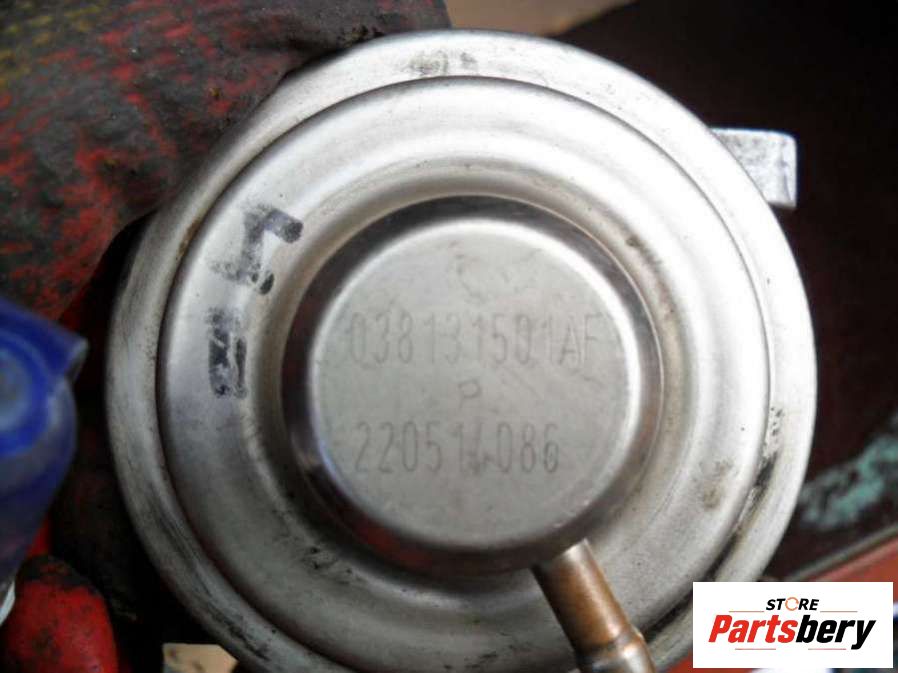 038131501AF
P
220514086
STORE
Partsbery